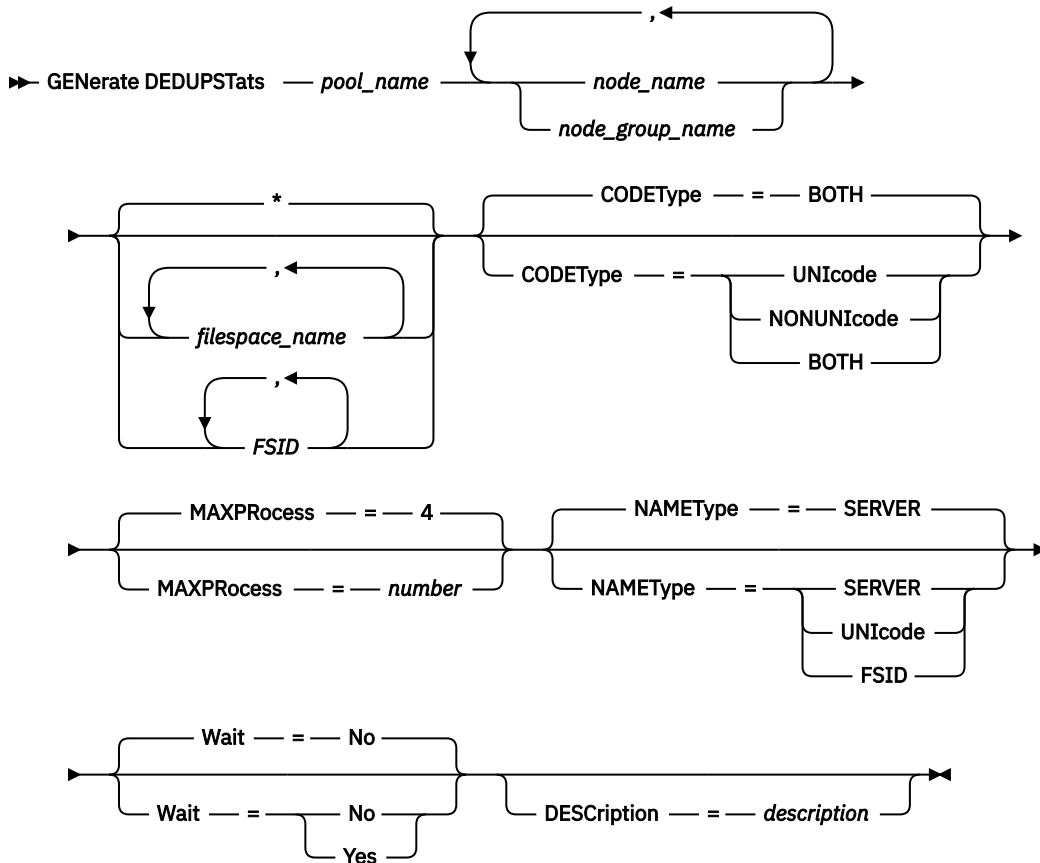 ,
GENerate DEDUPSTats pool_name node_name
node_group_name
*
,
filespace_name
,
FSID
CODEType = BOTH
CODEType = UNIcode
NONUNIcode
BOTH
MAXPRocess = 4
MAXPRocess = number
NAMEType = SERVER
NAMEType = SERVER
UNIcode
FSID
Wait = No
Wait = No
Yes
DESCription = description